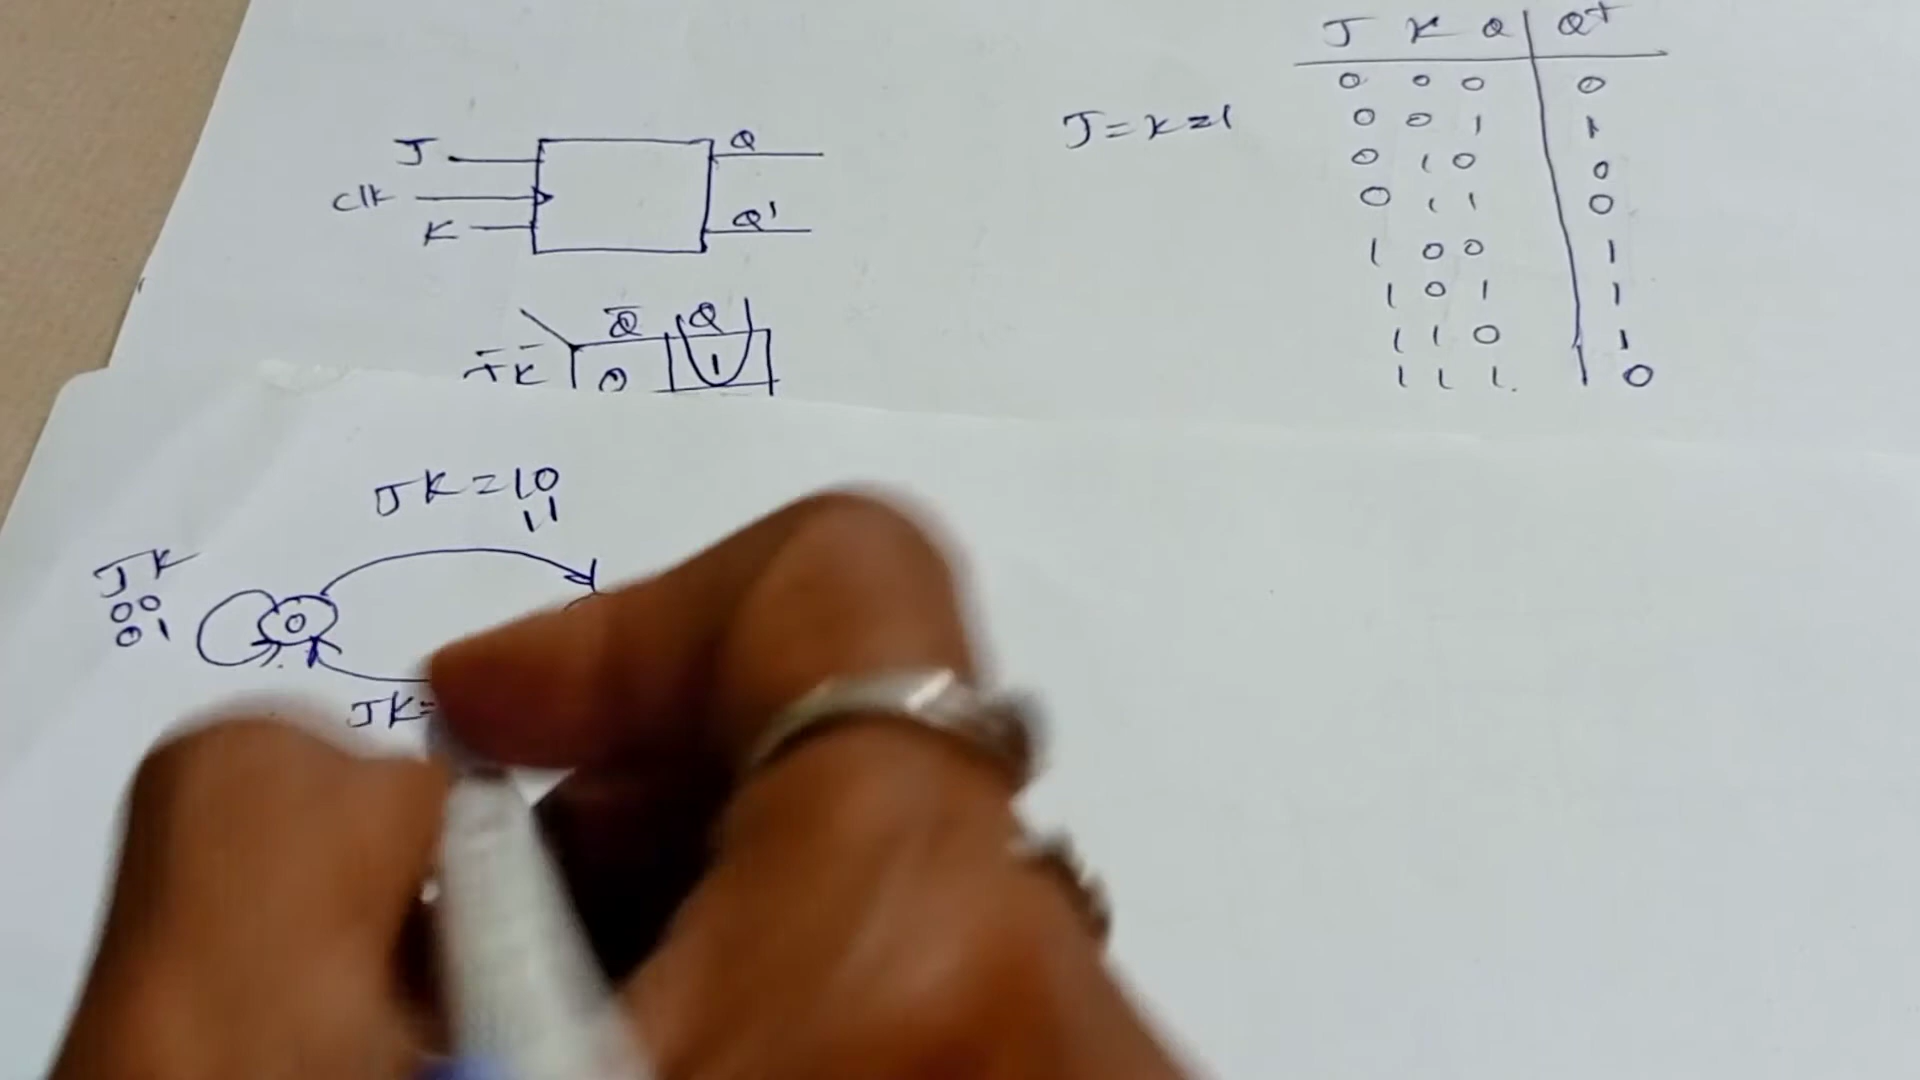 J K Q Q+
0 0 0 0
0 0 1 1
0 1 0 0
0 1 1 0
1 0 0 1
1 0 1 1
1 1 0 1
1 1 1 0
J=K=1
J Q
Clk
K Q'
Q̅ Q
J̅ K̅ 0 1
JK=10
11
JK
00
01
0
JK=